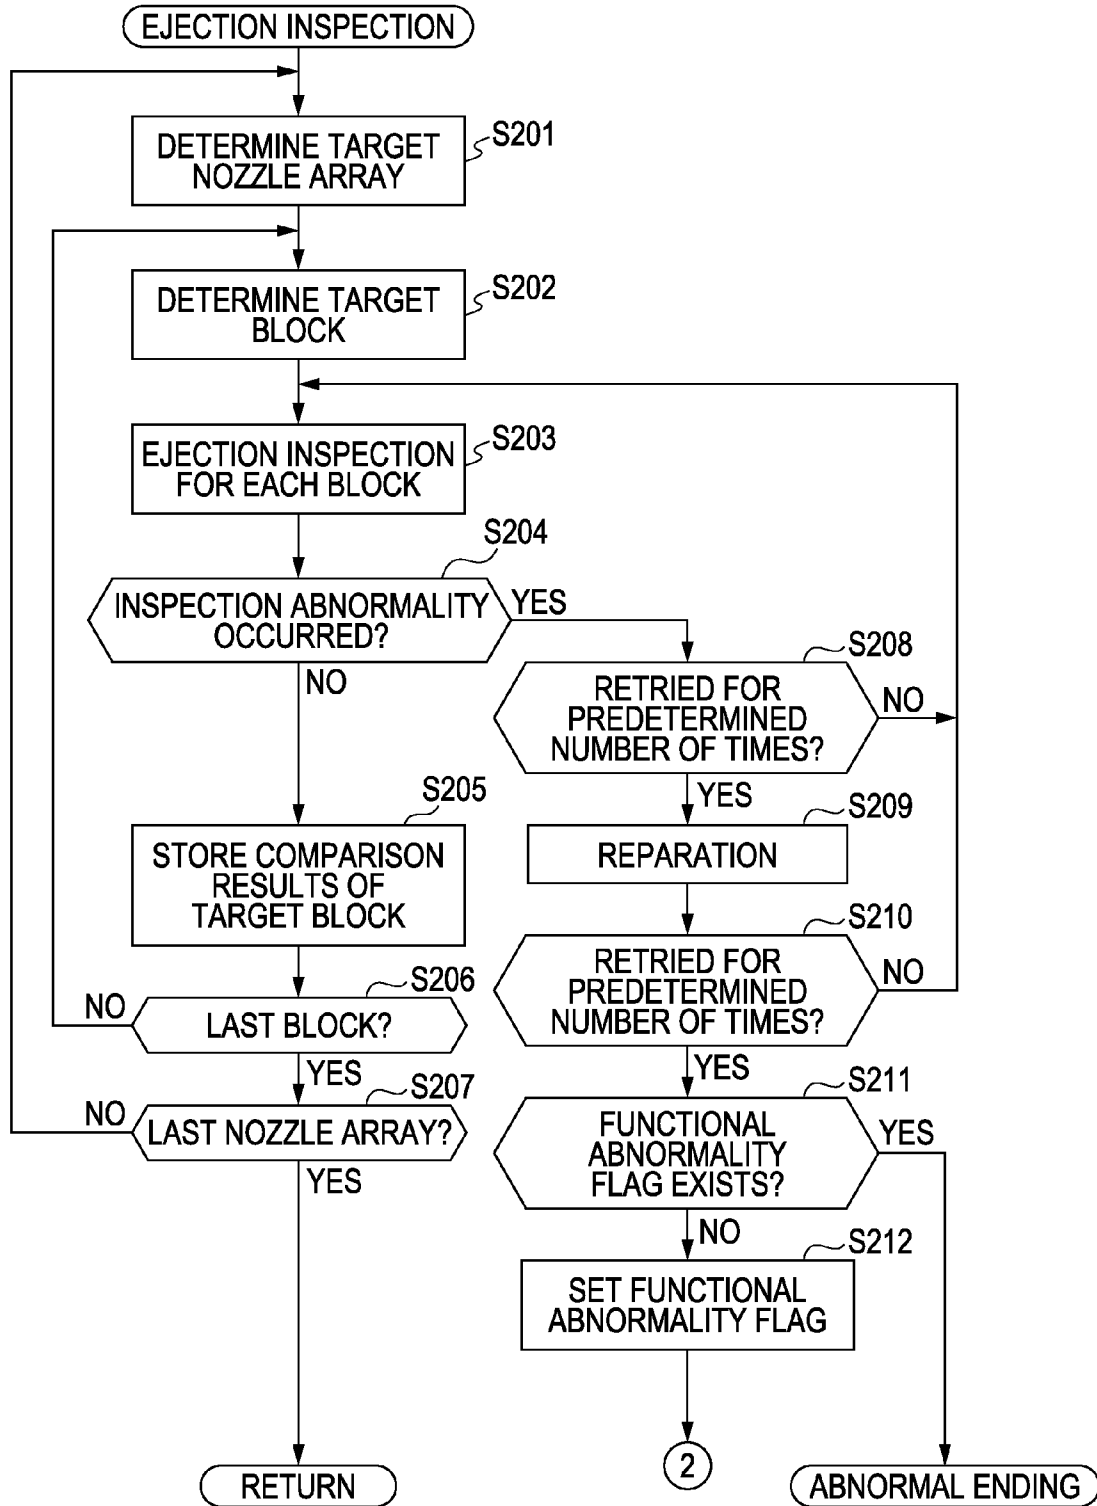 EJECTION INSPECTION
S201
DETERMINE TARGET
NOZZLE ARRAY
S202
DETERMINE TARGET
BLOCK
S203
EJECTION INSPECTION
FOR EACH BLOCK
S204
INSPECTION ABNORMALITY
OCCURRED?
YES
NO
S208
RETRIED FOR
PREDETERMINED
NUMBER OF TIMES?
NO
YES
S205
STORE COMPARISON
RESULTS OF
TARGET BLOCK
S209
REPARATION
S210
RETRIED FOR
PREDETERMINED
NUMBER OF TIMES?
NO
YES
S206
LAST BLOCK?
NO
YES
S207
LAST NOZZLE ARRAY?
NO
YES
S211
FUNCTIONAL
ABNORMALITY
FLAG EXISTS?
YES
NO
S212
SET FUNCTIONAL
ABNORMALITY FLAG
RETURN
2
ABNORMAL ENDING